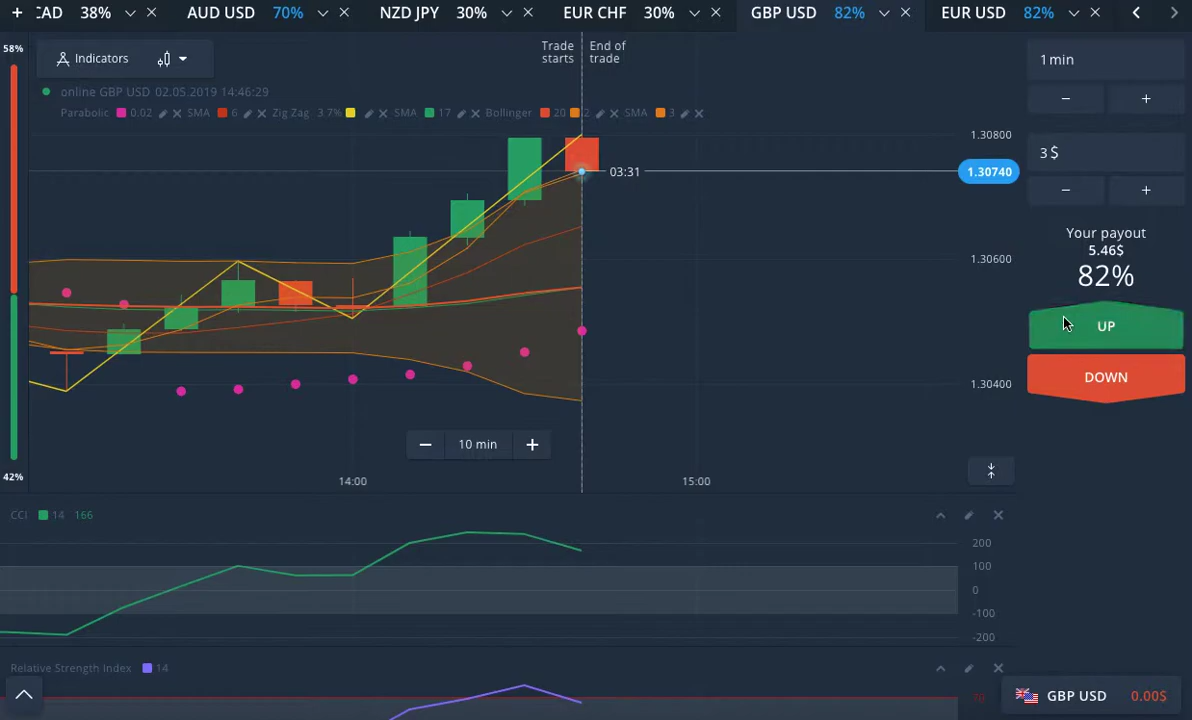 + CAD 38% AUD USD 70% NZD JPY 30% EUR CHF 30% GBP USD 82% EUR USD 82%
58%
Indicators
Trade starts
End of trade
1 min
online GBP USD 02.05.2019 14:46:29
Parabolic 0.02 SMA 6 Zig Zag 3 7% SMA 17 Bollinger 20 2 SMA 3
− +
1.30800
3 $
03:31
1.30740
− +
Your payout
5.46$
82%
1.30600
UP
DOWN
1.30400
− 10 min +
42%
14:00 15:00
CCI 14 166
200
100
0
-100
-200
Relative Strength Index 14
70
GBP USD 0.00$